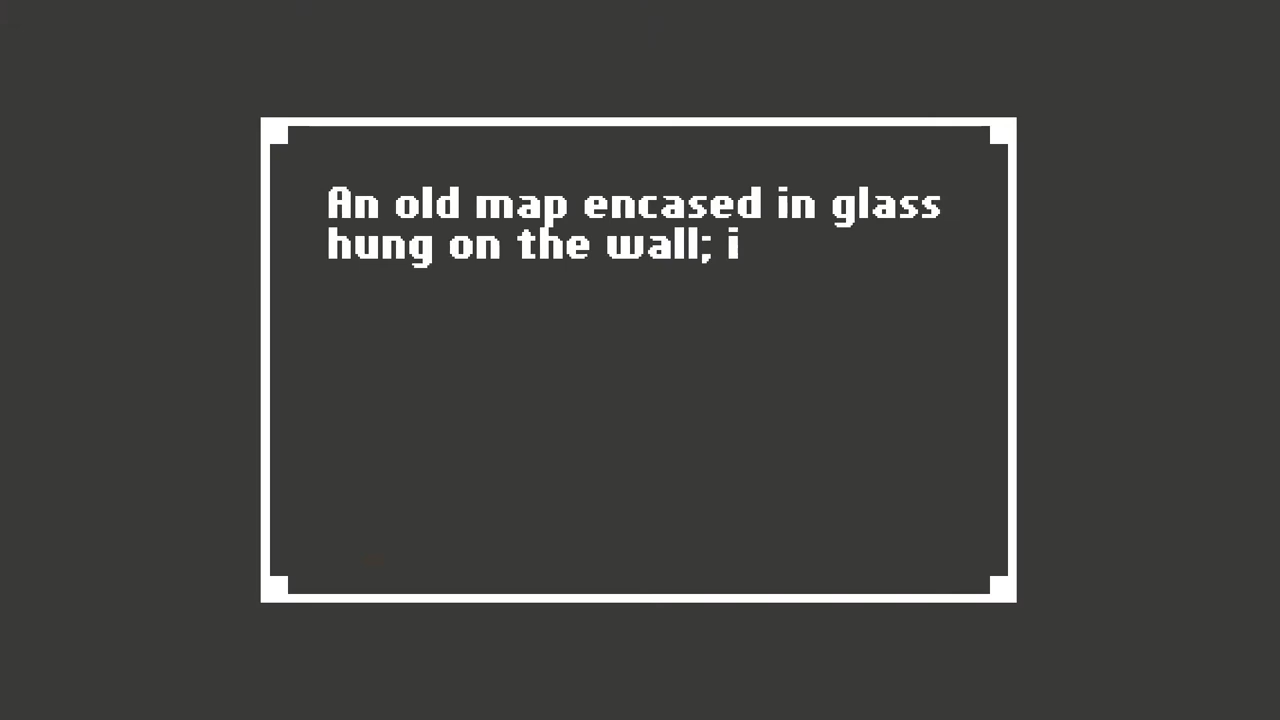 An old map encased in glass
hung on the wall; i